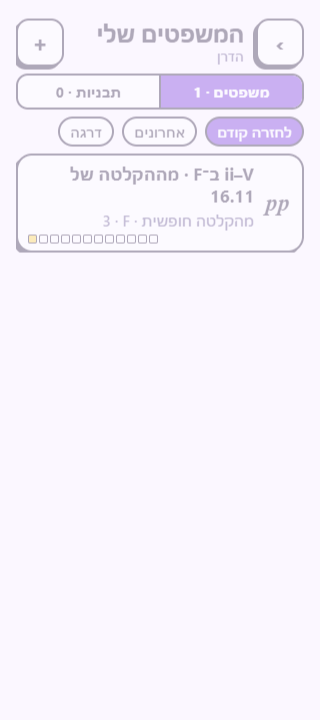 המשפטים שלי
הדרן
+
›
משפטים · 1
תבניות · 0
לחזרה קודם
אחרונים
דרגה
pp
ii–V ב־F · מההקלטה של
16.11
מהקלטה חופשית · F · 3